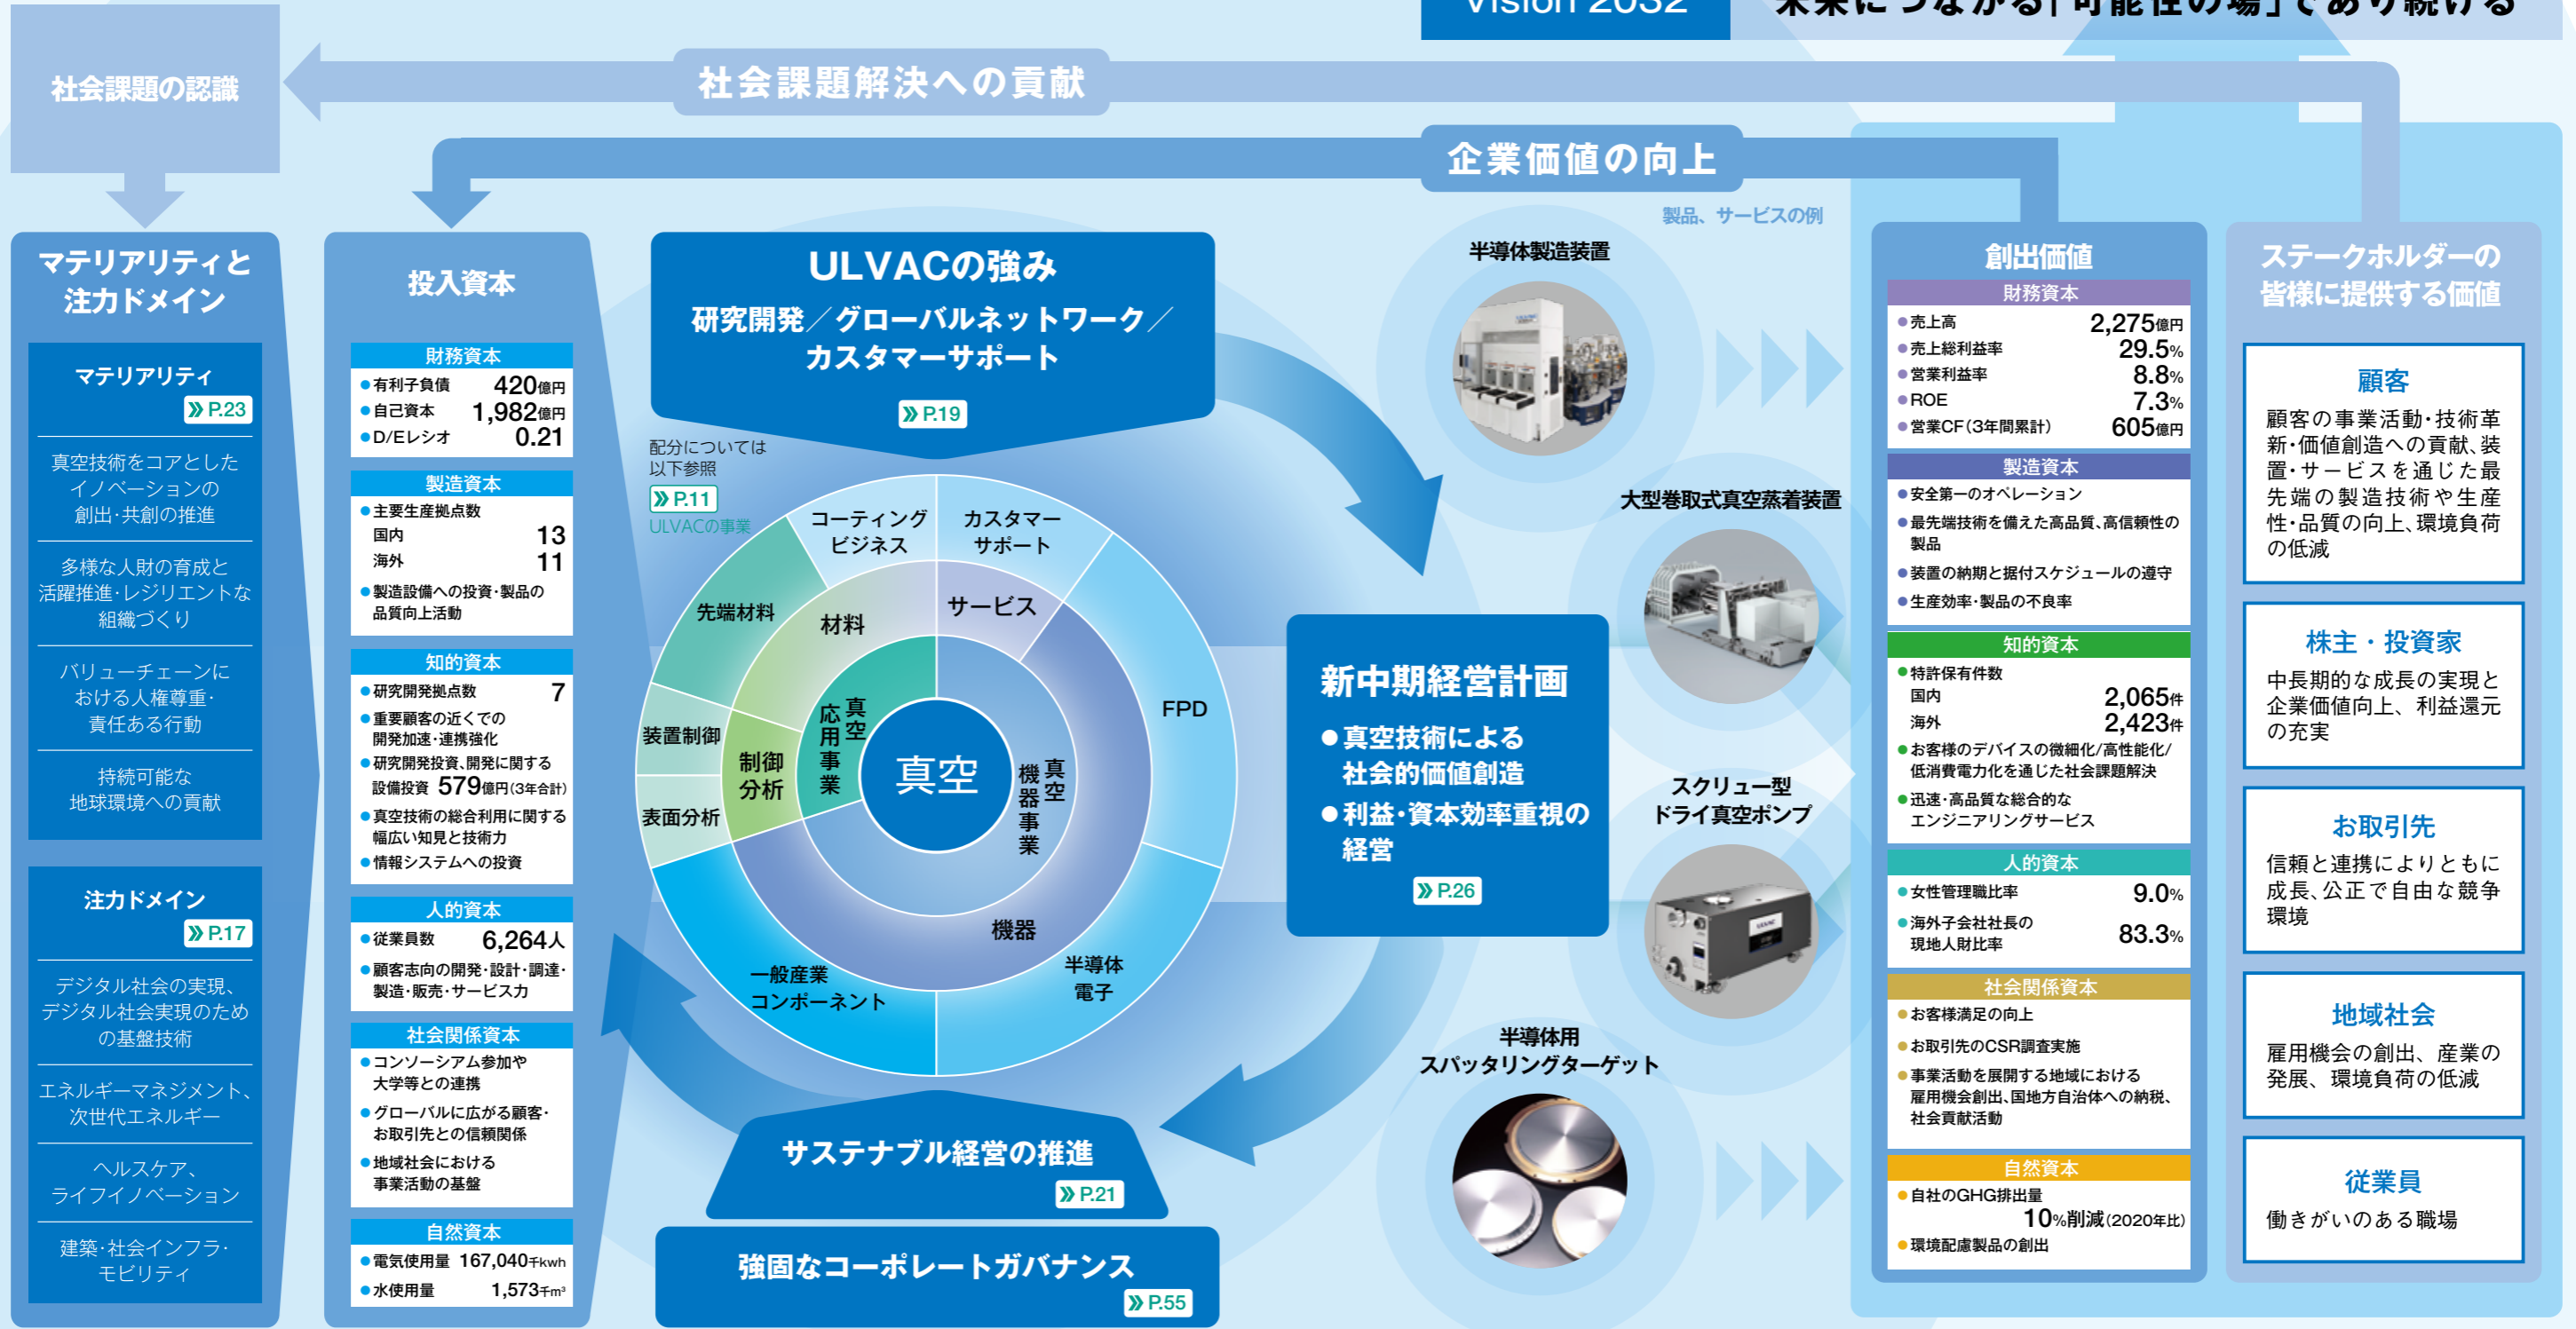 Vision 2032
未来につながる「可能性の場」であり続ける
社会課題の認識
社会課題解決への貢献
企業価値の向上
マテリアリティと
注力ドメイン
マテリアリティ
P.23
真空技術をコアとした
イノベーションの
創出・共創の推進
多様な人財の育成と
活躍推進・レジリエントな
組織づくり
バリューチェーンに
おける人権尊重・
責任ある行動
持続可能な
地球環境への貢献
注力ドメイン
P.17
デジタル社会の実現、
デジタル社会実現のため
の基盤技術
エネルギーマネジメント、
次世代エネルギー
ヘルスケア、
ライフイノベーション
建築・社会インフラ・
モビリティ
投入資本
財務資本
●有利子負債 420億円
●自己資本 1,982億円
●D/Eレシオ 0.21
製造資本
●主要生産拠点数
国内 13
海外 11
●製造設備への投資・製品の
品質向上活動
知的資本
●研究開発拠点数 7
●重要顧客の近くでの
開発加速・連携強化
●研究開発投資、開発に関する
設備投資 579億円(3年合計)
●真空技術の総合利用に関する
幅広い知見と技術力
●情報システムへの投資
人的資本
●従業員数 6,264人
●顧客志向の開発・設計・調達・
製造・販売・サービス力
社会関係資本
●コンソーシアム参加や
大学等との連携
●グローバルに広がる顧客・
お取引先との信頼関係
●地域社会における
事業活動の基盤
自然資本
●電気使用量 167,040千kwh
●水使用量 1,573千m³
ULVACの強み
研究開発／グローバルネットワーク／
カスタマーサポート
P.19
配分については
以下参照
P.11
ULVACの事業
コーティング
ビジネス
カスタマー
サポート
先端材料
材料
サービス
FPD
装置制御
制御
分析
表面分析
真空
応用事業
真空
真空
機器事業
機器
一般産業
コンポーネント
半導体
電子
サステナブル経営の推進
P.21
強固なコーポレートガバナンス
P.55
新中期経営計画
●真空技術による
社会的価値創造
●利益・資本効率重視の
経営
P.26
製品、サービスの例
半導体製造装置
大型巻取式真空蒸着装置
スクリュー型
ドライ真空ポンプ
半導体用
スパッタリングターゲット
創出価値
財務資本
●売上高 2,275億円
●売上総利益率 29.5%
●営業利益率 8.8%
●ROE 7.3%
●営業CF(3年間累計) 605億円
製造資本
●安全第一のオペレーション
●最先端技術を備えた高品質、高信頼性の
製品
●装置の納期と据付スケジュールの遵守
●生産効率・製品の不良率
知的資本
●特許保有件数
国内 2,065件
海外 2,423件
●お客様のデバイスの微細化/高性能化/
低消費電力化を通じた社会課題解決
●迅速・高品質な総合的な
エンジニアリングサービス
人的資本
●女性管理職比率 9.0%
●海外子会社社長の
現地人財比率 83.3%
社会関係資本
●お客様満足の向上
●お取引先のCSR調査実施
●事業活動を展開する地域における
雇用機会創出、国地方自治体への納税、
社会貢献活動
自然資本
●自社のGHG排出量
10%削減(2020年比)
●環境配慮製品の創出
ステークホルダーの
皆様に提供する価値
顧客
顧客の事業活動・技術革
新・価値創造への貢献、装
置・サービスを通じた最
先端の製造技術や生産
性・品質の向上、環境負荷
の低減
株主・投資家
中長期的な成長の実現と
企業価値向上、利益還元
の充実
お取引先
信頼と連携によりともに
成長、公正で自由な競争
環境
地域社会
雇用機会の創出、産業の
発展、環境負荷の低減
従業員
働きがいのある職場